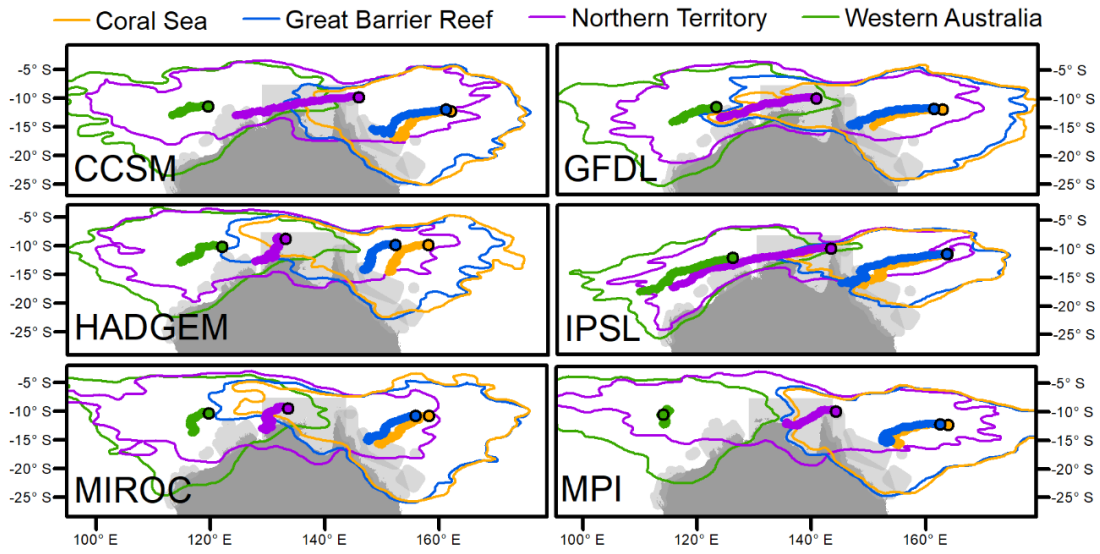 Coral Sea Great Barrier Reef Northern Territory Western Australia
-5° S -5° S
-10° S -10° S
-15° S -15° S
-20° S -20° S
-25° S -25° S
CCSM GFDL
-5° S -5° S
-10° S -10° S
-15° S -15° S
-20° S -20° S
-25° S -25° S
HADGEM IPSL
-5° S -5° S
-10° S -10° S
-15° S -15° S
-20° S -20° S
-25° S -25° S
MIROC MPI
100° E 120° E 140° E 160° E 100° E 120° E 140° E 160° E